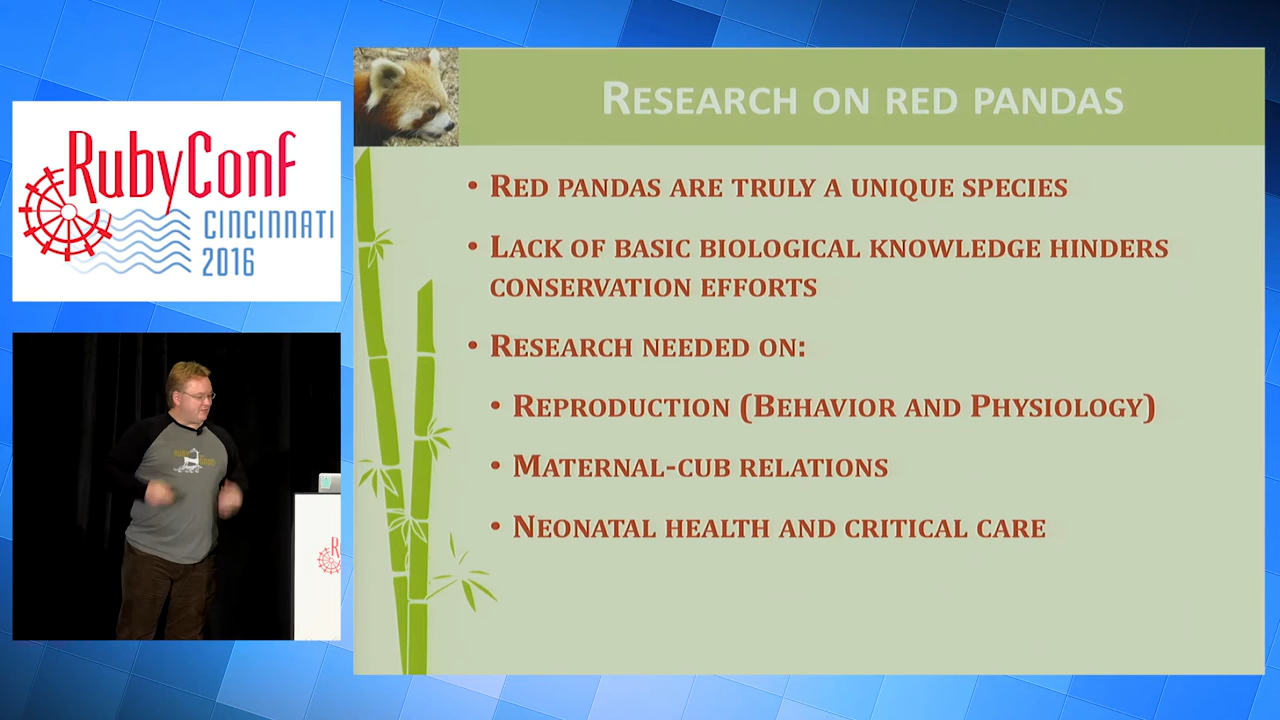 RubyConf
CINCINNATI
2016
RESEARCH ON RED PANDAS
• RED PANDAS ARE TRULY A UNIQUE SPECIES
• LACK OF BASIC BIOLOGICAL KNOWLEDGE HINDERS
CONSERVATION EFFORTS
• RESEARCH NEEDED ON:
• REPRODUCTION (BEHAVIOR AND PHYSIOLOGY)
• MATERNAL-CUB RELATIONS
• NEONATAL HEALTH AND CRITICAL CARE